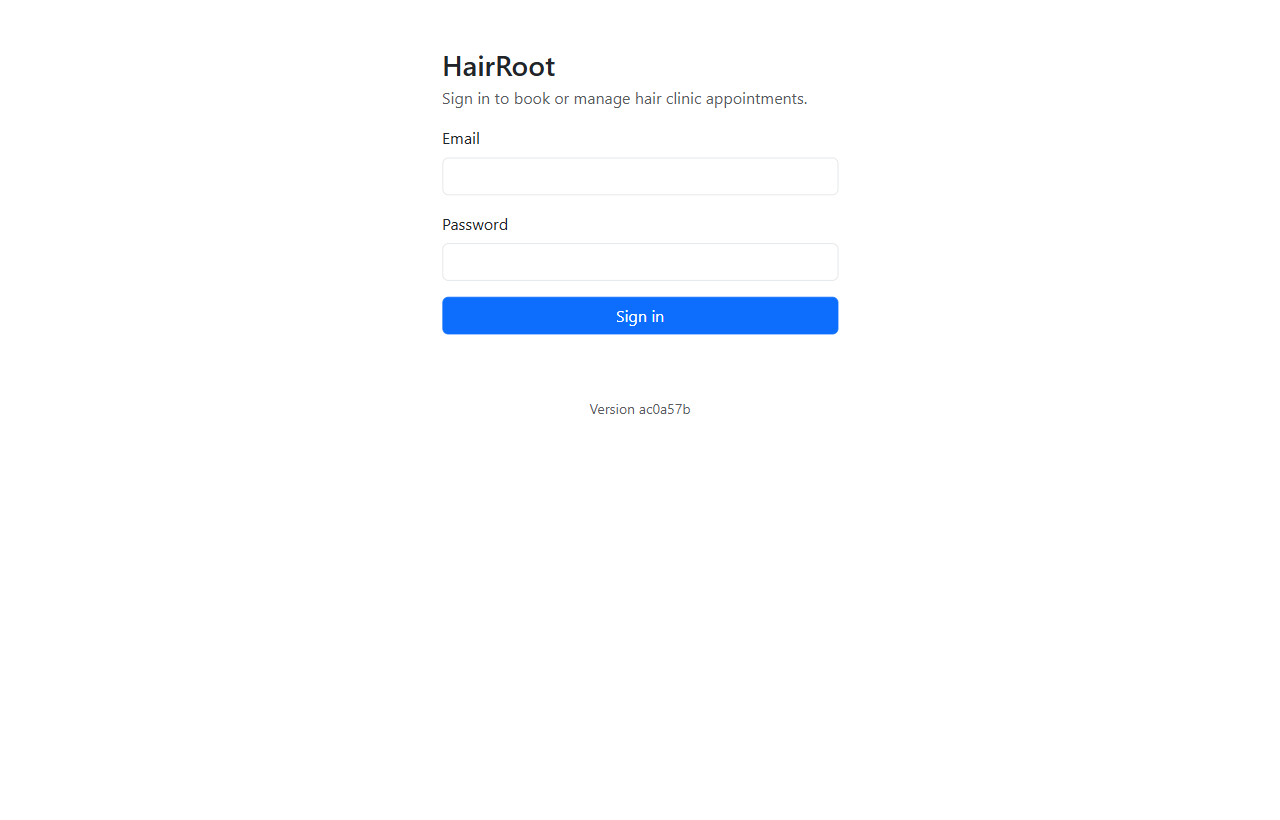 HairRoot
Sign in to book or manage hair clinic appointments.
Email
Password
Sign in
Version ac0a57b